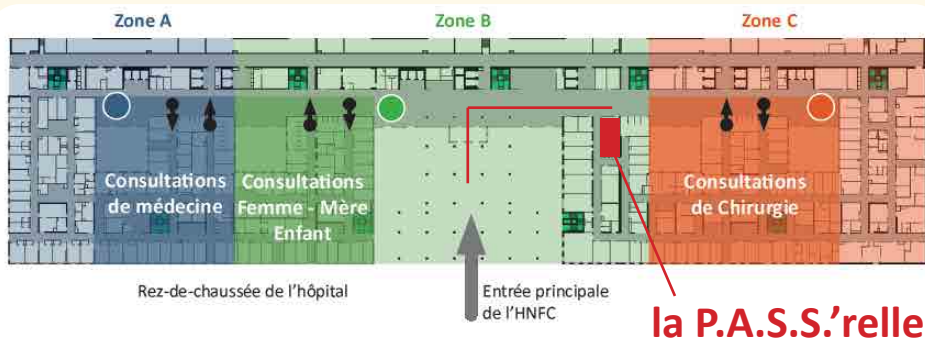 Zone A
Zone B
Zone C
Consultations
de médecine
Consultations
Femme - Mère
Enfant
Consultations
de Chirurgie
Rez-de-chaussée de l'hôpital
Entrée principale
de l'HNFC
la P.A.S.S.'relle